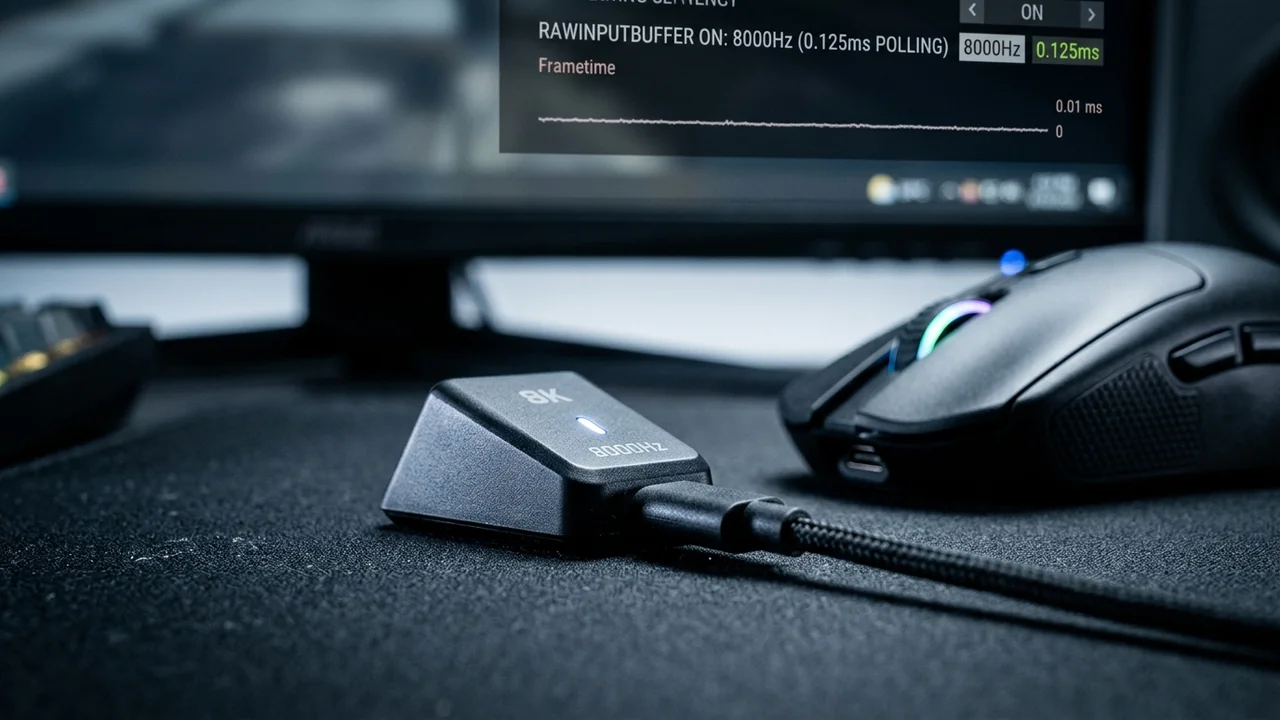 ON
RAWINPUTBUFFER ON: 8000Hz (0.125ms POLLING) 8000Hz 0.125ms
Frametime
0.01 ms
0
8K
8000Hz